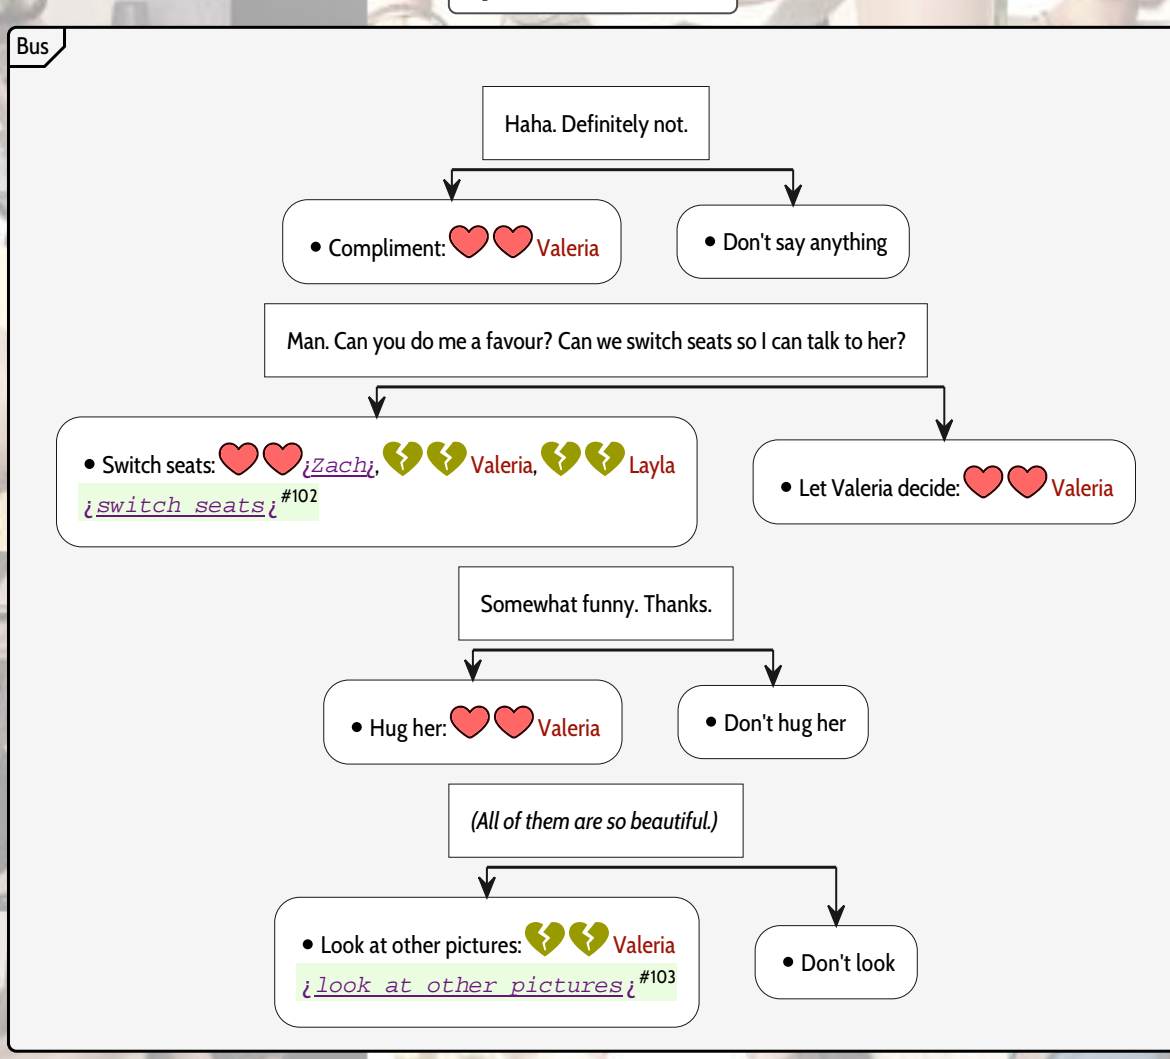 Bus
Haha. Definitely not.
• Compliment: Valeria
• Don't say anything
Man. Can you do me a favour? Can we switch seats so I can talk to her?
• Switch seats: ¿Zach¿, Valeria, Layla
¿switch seats¿#102
• Let Valeria decide: Valeria
Somewhat funny. Thanks.
• Hug her: Valeria
• Don't hug her
(All of them are so beautiful.)
• Look at other pictures: Valeria
¿look at other pictures¿#103
• Don't look